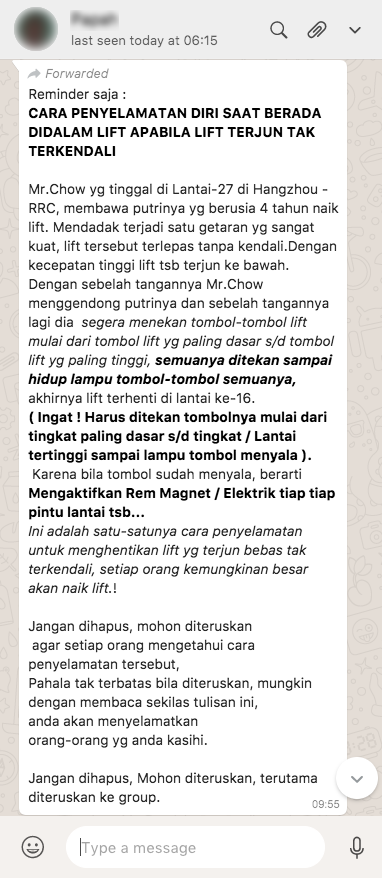 last seen today at 06:15
Forwarded
Reminder saja :
CARA PENYELAMATAN DIRI SAAT BERADA
DIDALAM LIFT APABILA LIFT TERJUN TAK
TERKENDALI
Mr.Chow yg tinggal di Lantai-27 di Hangzhou -
RRC, membawa putrinya yg berusia 4 tahun naik
lift. Mendadak terjadi satu getaran yg sangat
kuat, lift tersebut terlepas tanpa kendali.Dengan
kecepatan tinggi lift tsb terjun ke bawah.
Dengan sebelah tangannya Mr.Chow
menggendong putrinya dan sebelah tangannya
lagi dia segera menekan tombol-tombol lift
mulai dari tombol lift yg paling dasar s/d tombol
lift yg paling tinggi, semuanya ditekan sampai
hidup lampu tombol-tombol semuanya,
akhirnya lift terhenti di lantai ke-16.
( Ingat ! Harus ditekan tombolnya mulai dari
tingkat paling dasar s/d tingkat / Lantai
tertinggi sampai lampu tombol menyala ).
Karena bila tombol sudah menyala, berarti
Mengaktifkan Rem Magnet / Elektrik tiap tiap
pintu lantai tsb...
Ini adalah satu-satunya cara penyelamatan
untuk menghentikan lift yg terjun bebas tak
terkendali, setiap orang kemungkinan besar
akan naik lift.!
Jangan dihapus, mohon diteruskan
agar setiap orang mengetahui cara
penyelamatan tersebut,
Pahala tak terbatas bila diteruskan, mungkin
dengan membaca sekilas tulisan ini,
anda akan menyelamatkan
orang-orang yg anda kasihi.
Jangan dihapus, Mohon diteruskan, terutama
diteruskan ke group.
09:55
Type a message